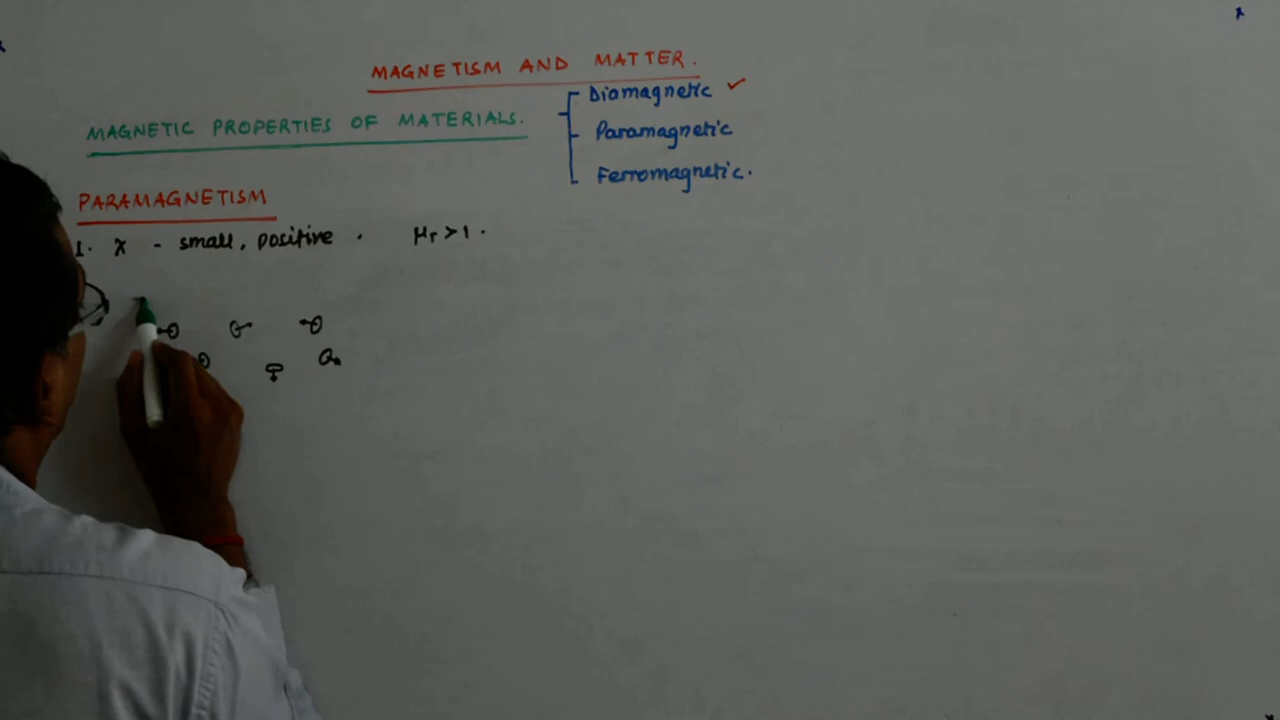 MAGNETISM AND MATTER.
MAGNETIC PROPERTIES OF MATERIALS.
Diamagnetic ✓
Paramagnetic
Ferromagnetic.
PARAMAGNETISM
1. χ - small, positive . μr > 1 .